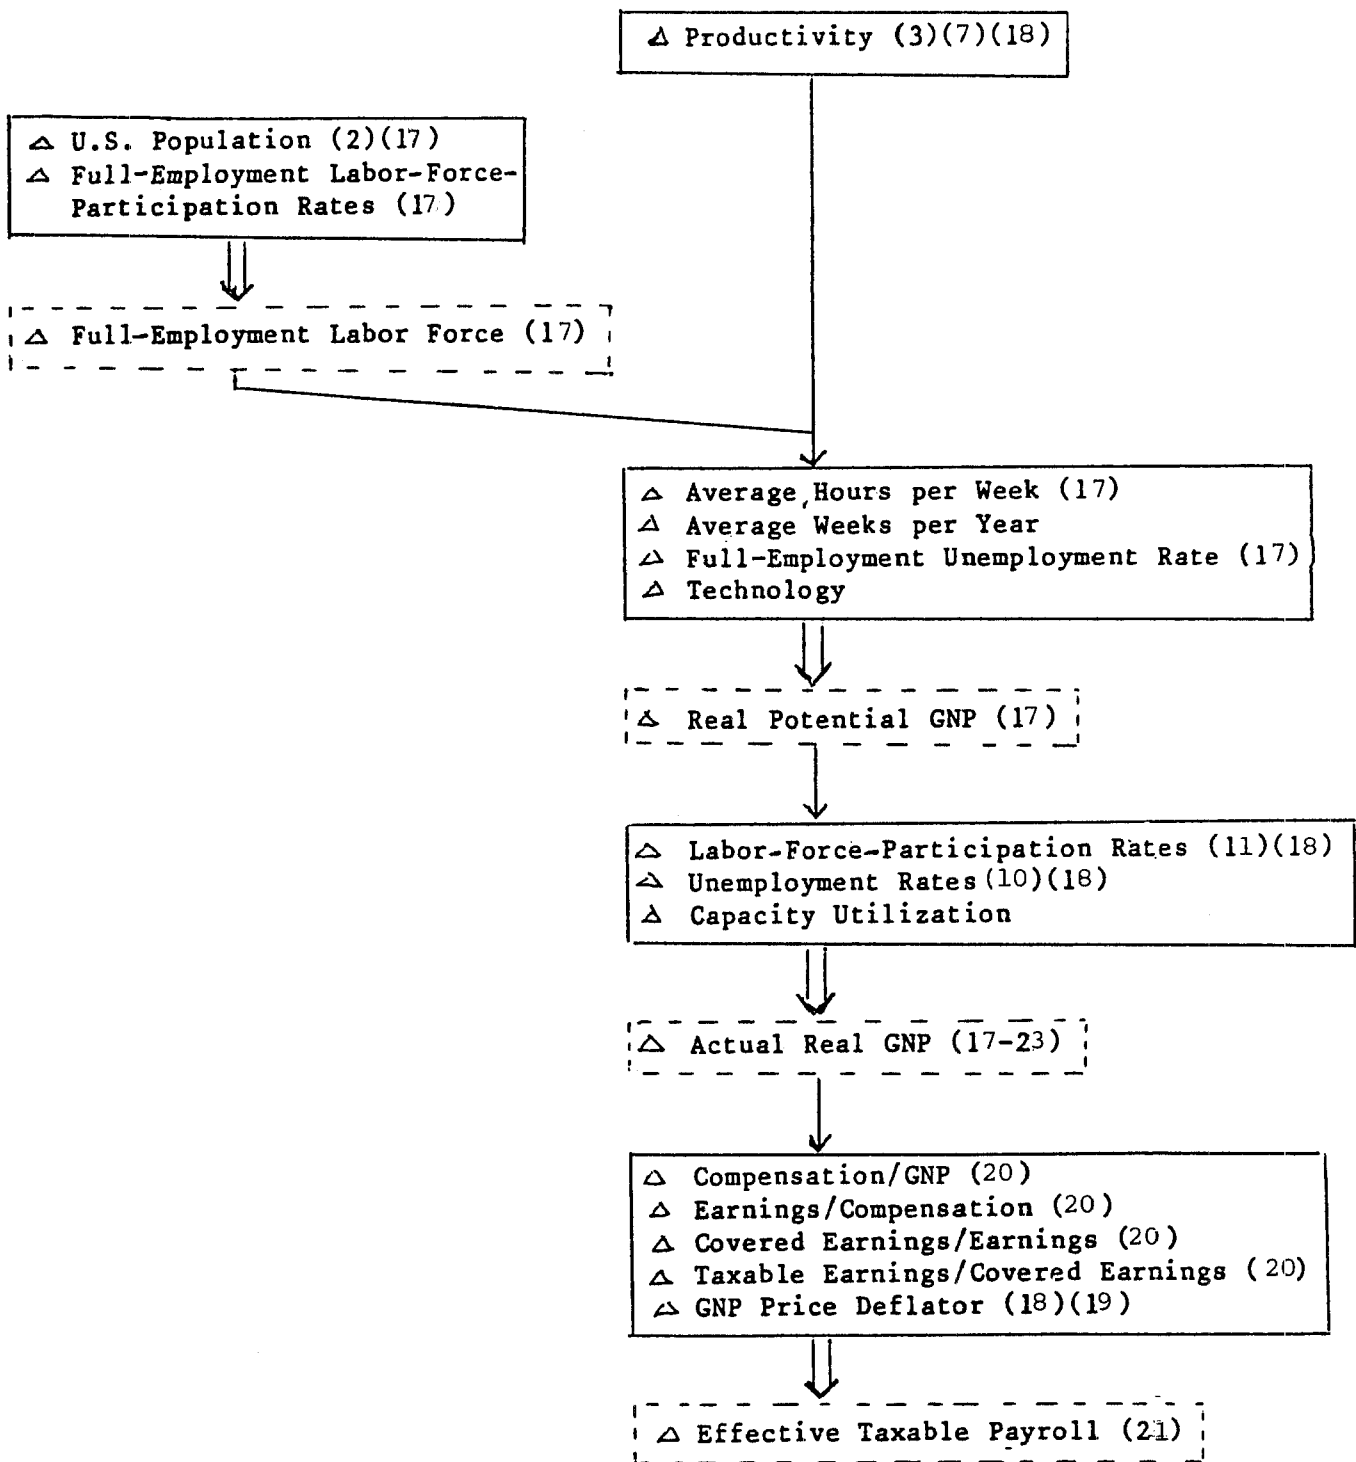 Δ Productivity (3)(7)(18)
Δ U.S. Population (2)(17)
Δ Full-Employment Labor-Force-
Participation Rates (17)
Δ Full-Employment Labor Force (17)
Δ Average Hours per Week (17)
Δ Average Weeks per Year
Δ Full-Employment Unemployment Rate (17)
Δ Technology
Δ Real Potential GNP (17)
Δ Labor-Force-Participation Rates (11)(18)
Δ Unemployment Rates (10)(18)
Δ Capacity Utilization
Δ Actual Real GNP (17-23)
Δ Compensation/GNP (20)
Δ Earnings/Compensation (20)
Δ Covered Earnings/Earnings (20)
Δ Taxable Earnings/Covered Earnings (20)
Δ GNP Price Deflator (18)(19)
Δ Effective Taxable Payroll (21)